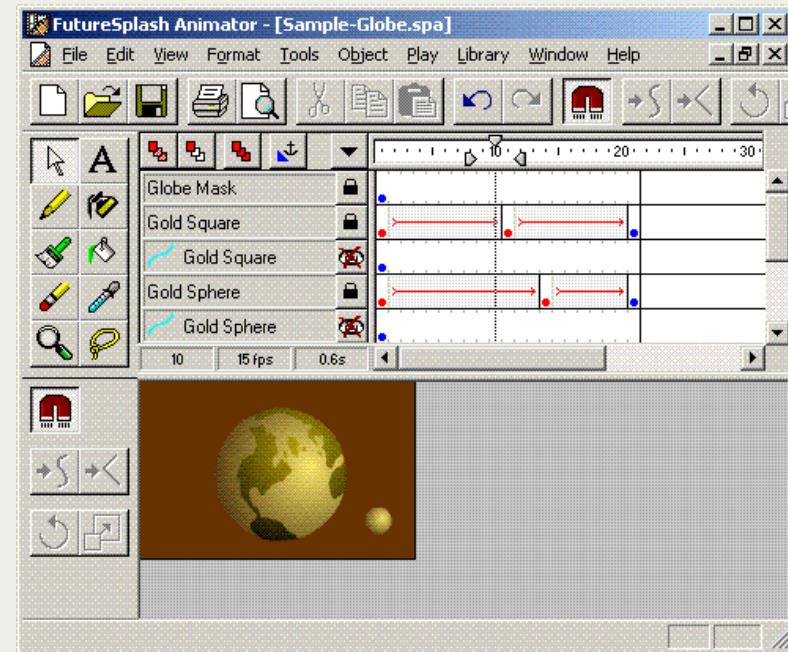 FutureSplash Animator - [Sample-Globe.spa]
File Edit View Format Tools Object Play Library Window Help
A
10 20 30
Globe Mask
Gold Square
Gold Square
Gold Sphere
Gold Sphere
10 15 fps 0.6s